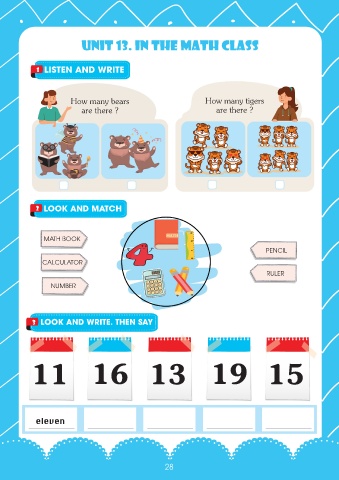 UNIT 13. IN THE MATH CLASS
1 LISTEN AND WRITE
How many bears
are there ?
How many tigers
are there ?
2 LOOK AND MATCH
MATH BOOK
CALCULATOR
NUMBER
4
PENCIL
RULER
3 LOOK AND WRITE. THEN SAY
11 16 13 19 15
eleven
28